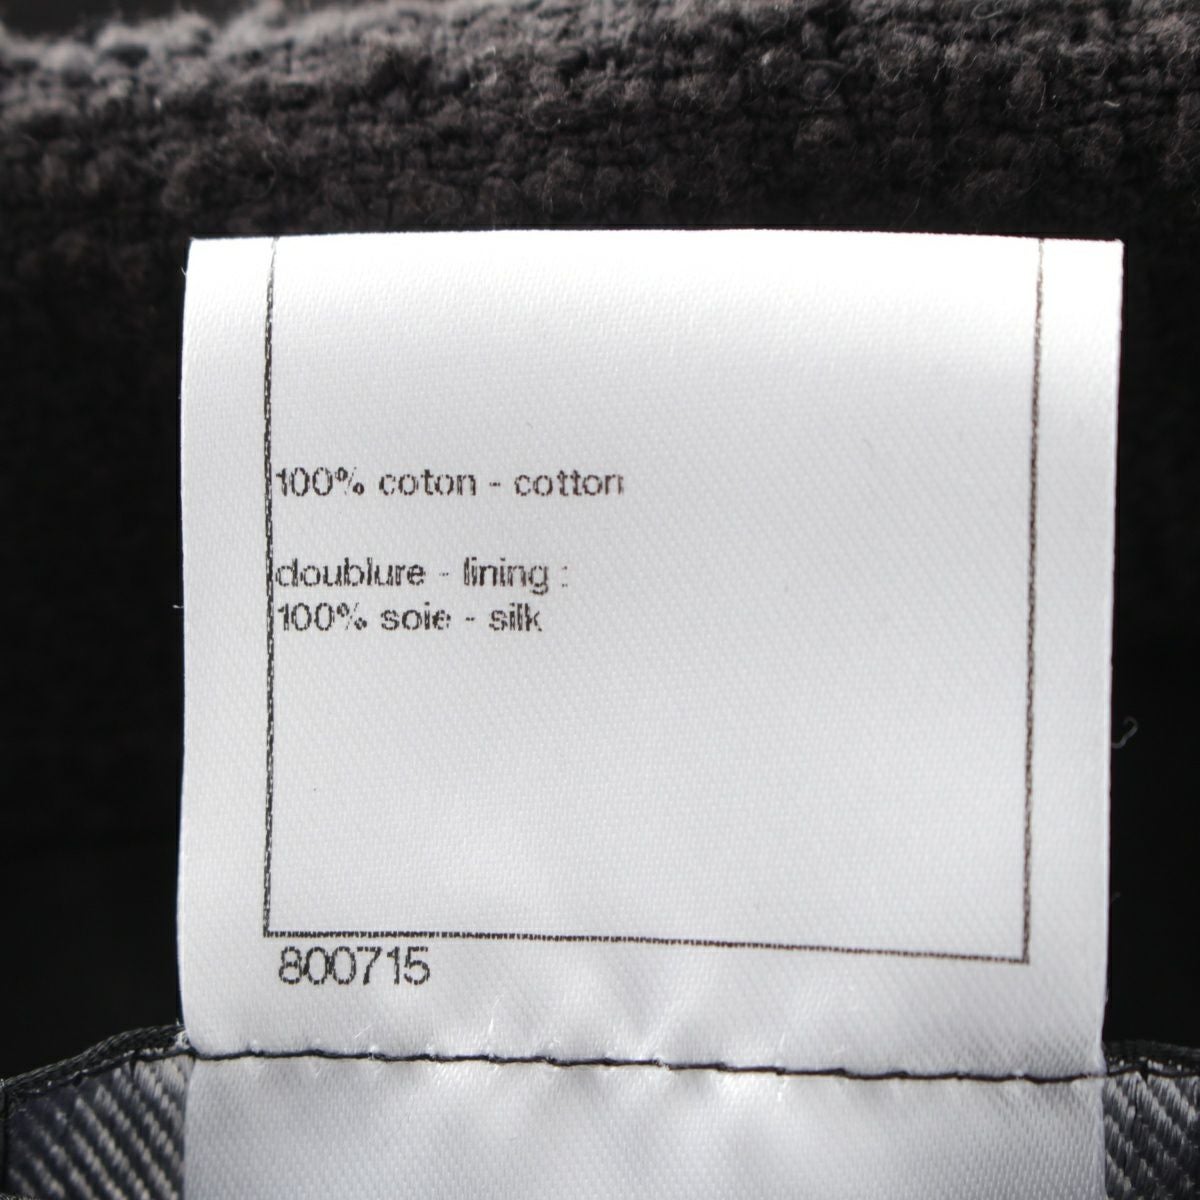 100% coton - cotton
doublure - lining :
100% soie - silk
800715